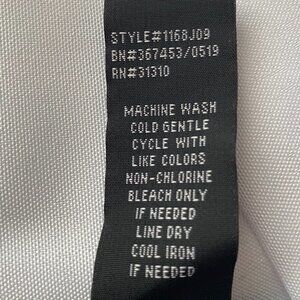 STYLE#1168J09
BN#367453/0519
RN#31310
MACHINE WASH
COLD GENTLE
CYCLE WITH
LIKE COLORS
NON-CHLORINE
BLEACH ONLY
IF NEEDED
LINE DRY
COOL IRON
IF NEEDED